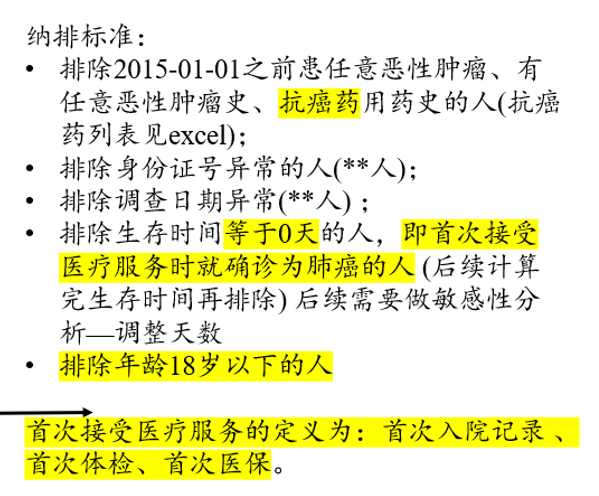 纳排标准：
• 排除2015-01-01之前患任意恶性肿瘤、有
任意恶性肿瘤史、抗癌药用药史的人(抗癌
药列表见excel)；
• 排除身份证号异常的人(**人)；
• 排除调查日期异常(**人)；
• 排除生存时间等于0天的人，即首次接受
医疗服务时就确诊为肺癌的人 (后续计算
完生存时间再排除) 后续需要做敏感性分
析—调整天数
• 排除年龄18岁以下的人
首次接受医疗服务的定义为：首次入院记录、
首次体检、首次医保。